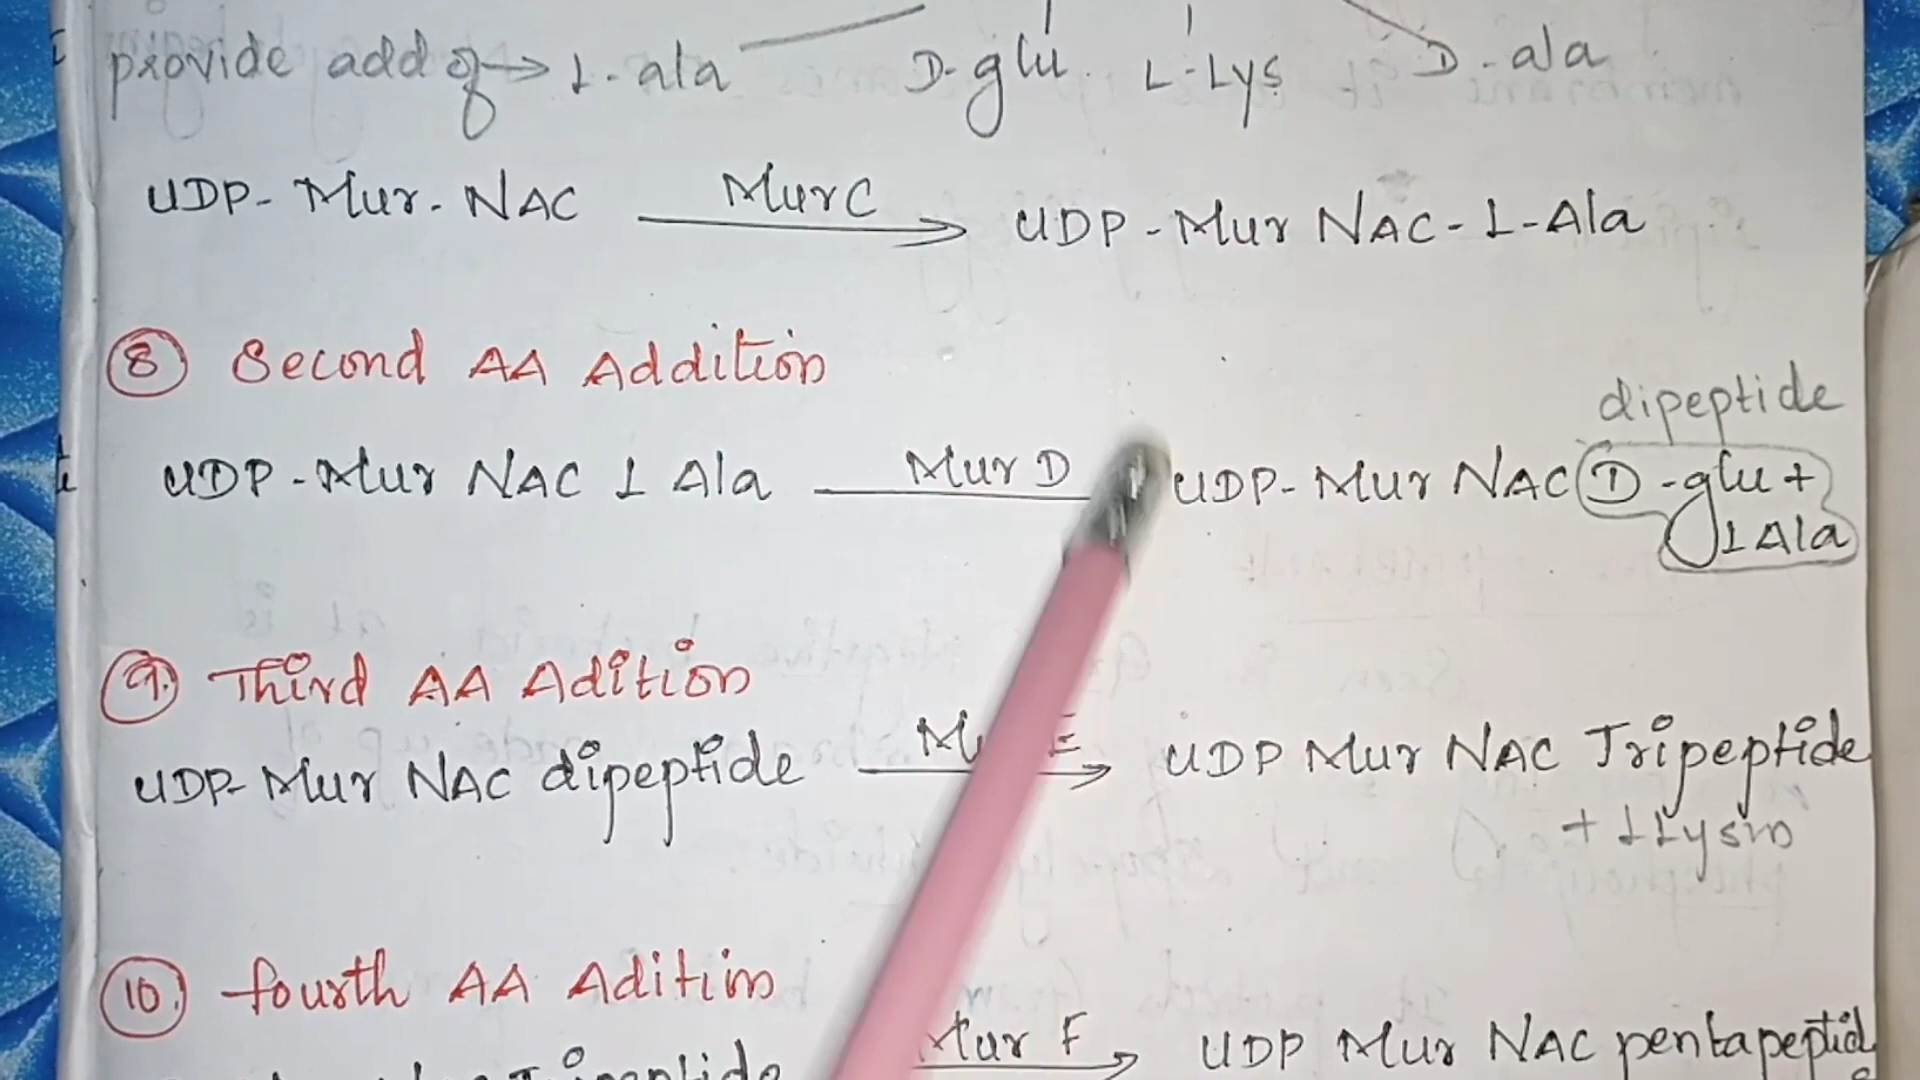 provide add of → L-ala D-glu L-Lys D-ala
UDP-Mur-NAC MurC UDP-Mur NAC-L-Ala
8 Second AA Addition
dipeptide
UDP-Mur NAC L Ala Mur D UDP-Mur NAC D-glu +
L Ala
9. Third AA Adition
UDP-Mur NAC dipeptide E UDP Mur NAC Tripeptide
+ L Lysin
10. fourth AA Adition
Mur F UDP Mur NAC pentapeptid